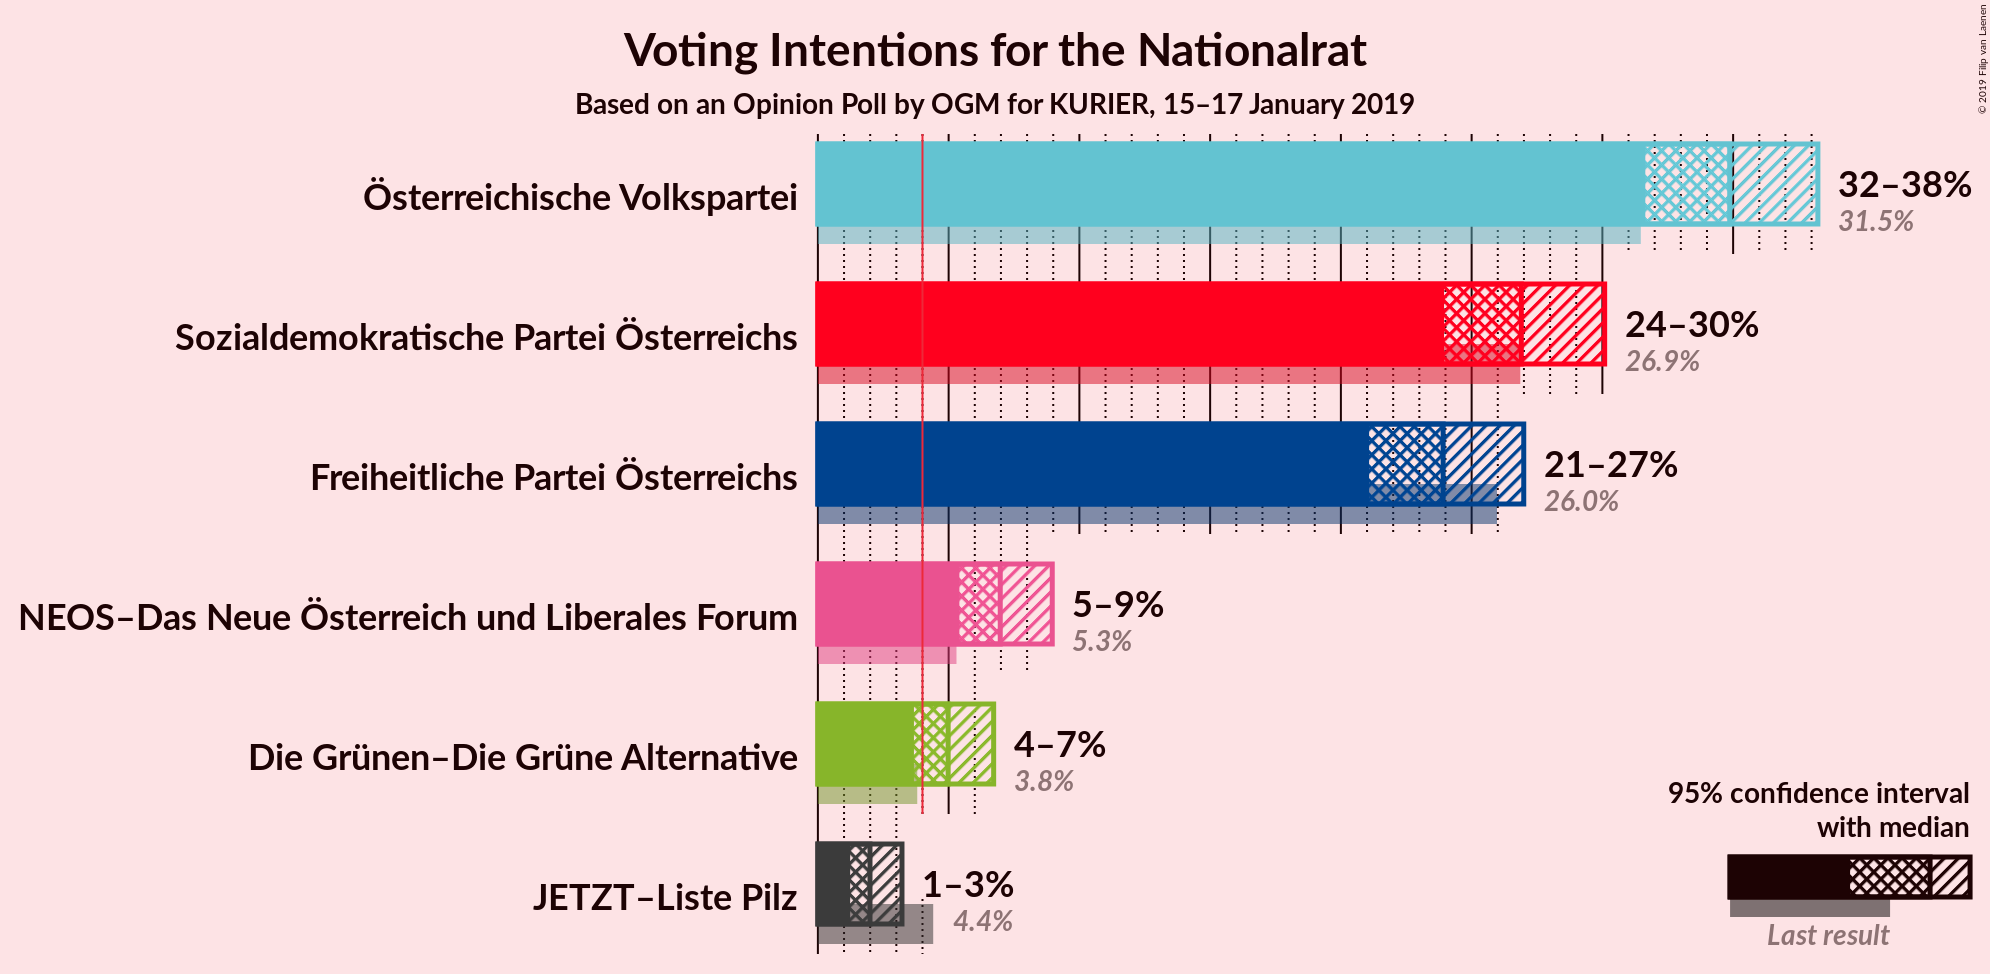 Voting Intentions for the Nationalrat
Based on an Opinion Poll by OGM for KURIER, 15–17 January 2019
© 2019 Filip van Laenen
Österreichische Volkspartei
32–38%
31.5%
Sozialdemokratische Partei Österreichs
24–30%
26.9%
Freiheitliche Partei Österreichs
21–27%
26.0%
NEOS–Das Neue Österreich und Liberales Forum
5–9%
5.3%
Die Grünen–Die Grüne Alternative
4–7%
3.8%
JETZT–Liste Pilz
1–3%
4.4%
95% confidence interval
with median
Last result